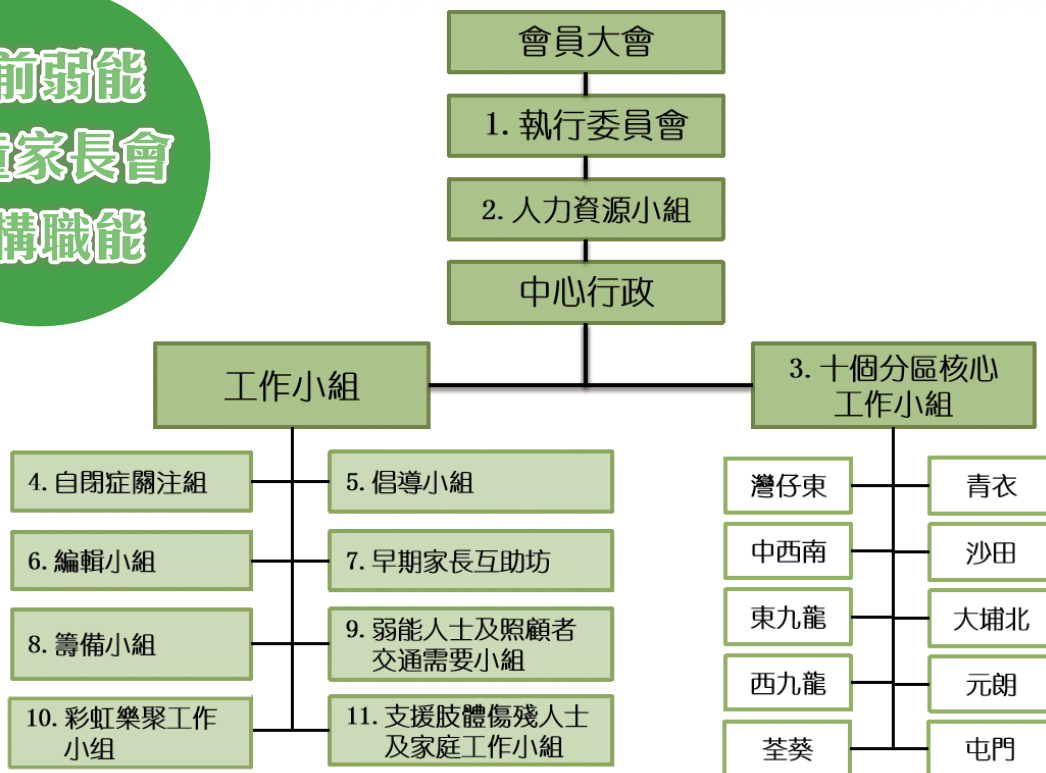 前弱能
童家長會
構職能
會員大會
1. 執行委員會
2. 人力資源小組
中心行政
工作小組
3. 十個分區核心
工作小組
4. 自閉症關注組
5. 倡導小組
6. 編輯小組
7. 早期家長互助坊
8. 籌備小組
9. 弱能人士及照顧者
交通需要小組
10. 彩虹樂聚工作
小组
11. 支援肢體傷殘人士
及家庭工作小組
灣仔東
青衣
中西南
沙田
東九龍
大埔北
西九龍
元朗
荃葵
屯門